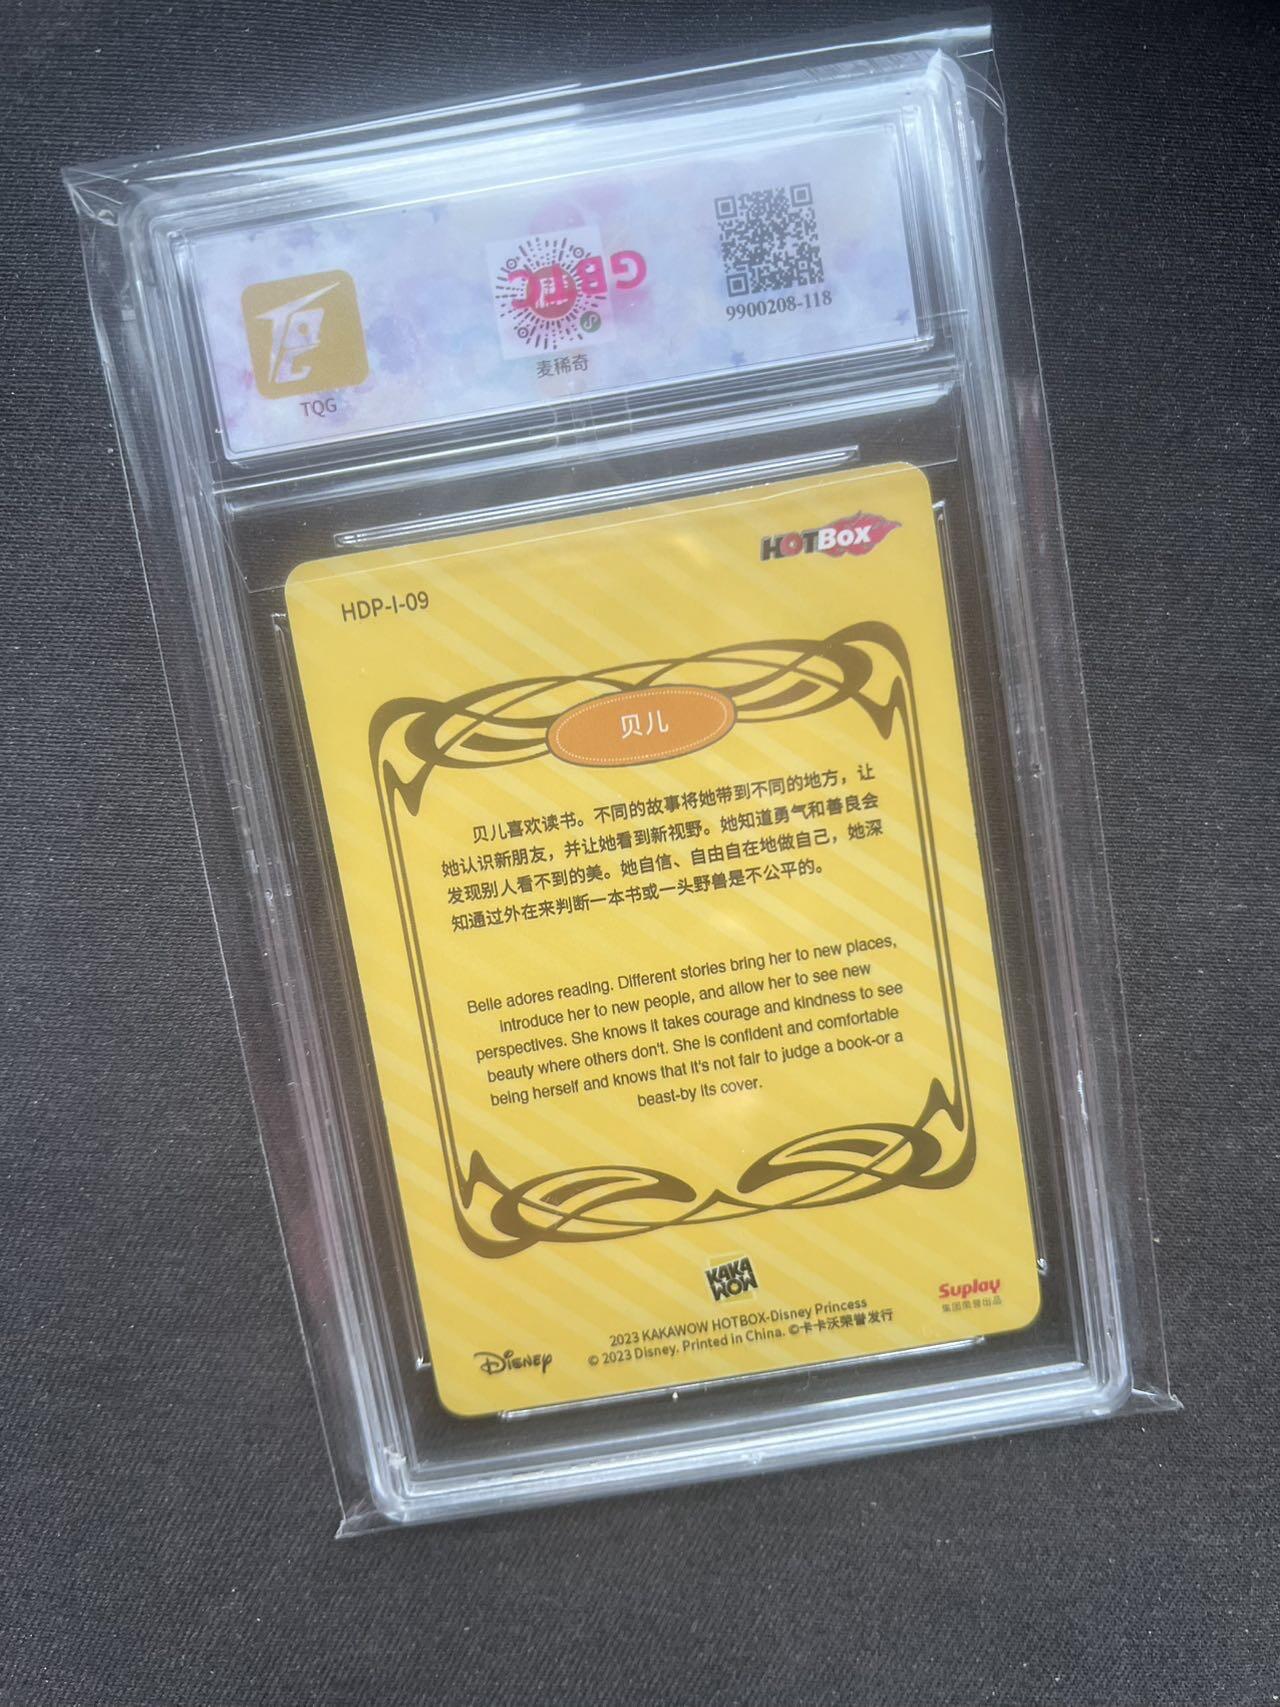 TQG
麦稀奇
GBTC
9900208-118
HDP-I-09
HOTBOX
贝儿
贝儿喜欢读书。不同的故事将她带到不同的地方，让
她认识新朋友，并让她看到新视野。她知道勇气和善良会
发现别人看不到的美。她自信、自由自在地做自己，她深
知通过外在来判断一本书或一头野兽是不公平的。
Belle adores reading. Different stories bring her to new places,
introduce her to new people, and allow her to see new
perspectives. She knows it takes courage and kindness to see
beauty where others don't. She is confident and comfortable
being herself and knows that it's not fair to judge a book-or a
beast-by its cover.
KAKA
WOW
Disney
2023 KAKAWOW HOTBOX-Disney Princess
© 2023 Disney. Printed in China. ©卡卡沃荣誉发行
Suplay
集团荣誉出品